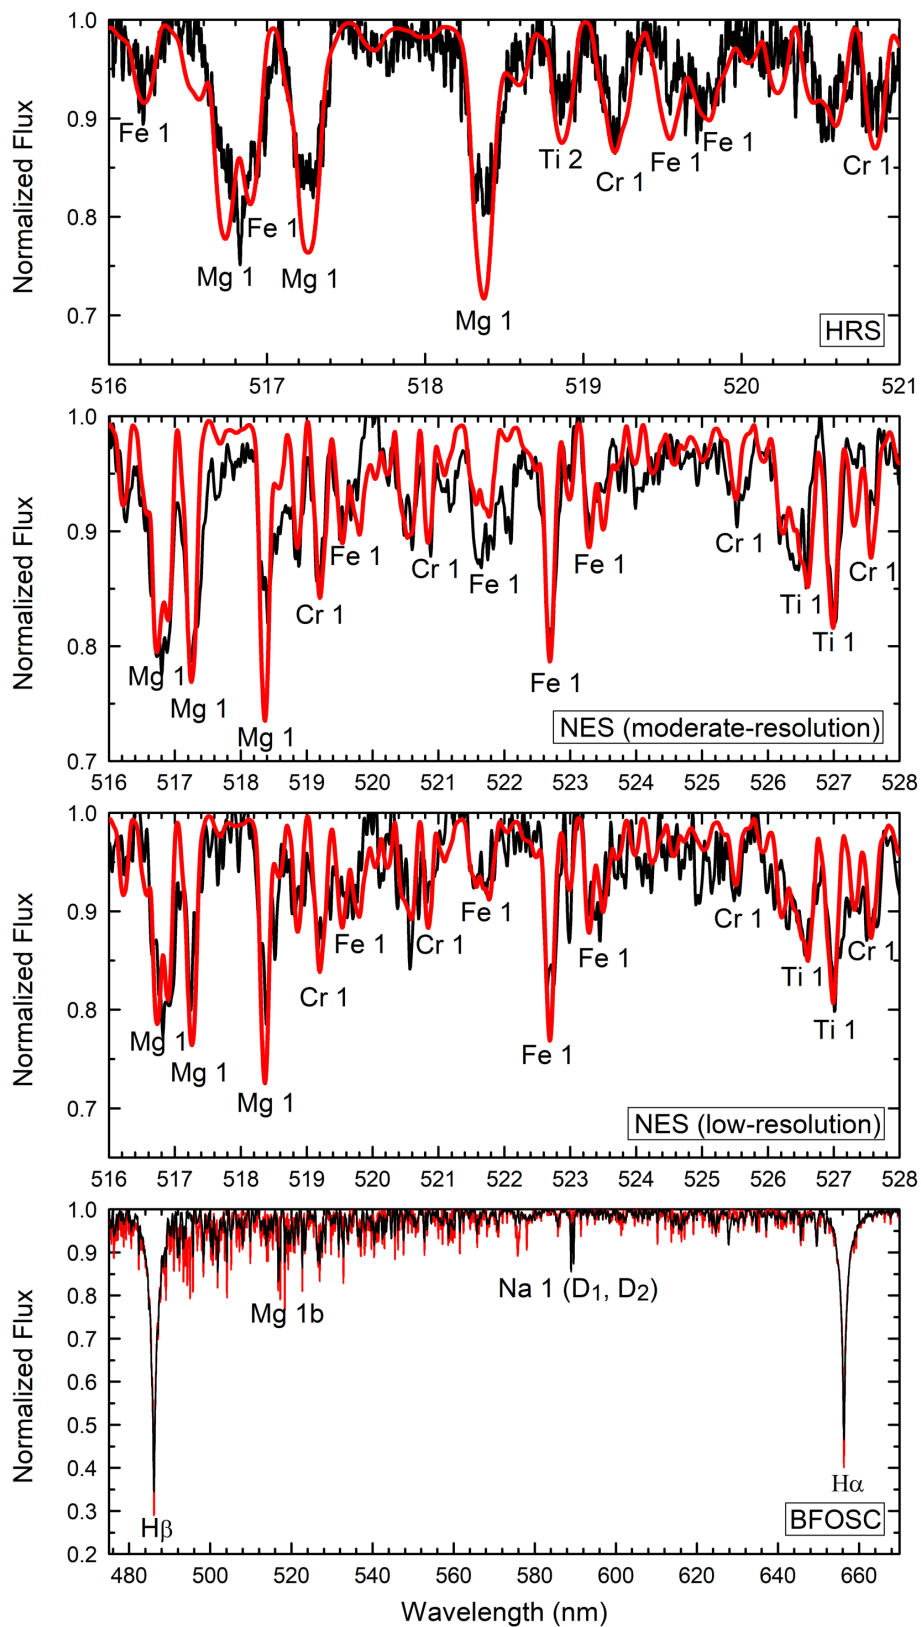 1.0
0.9
0.8
0.7
Normalized Flux
Fe 1
Mg 1
Fe 1
Mg 1
Mg 1
Ti 2
Cr 1
Fe 1
Fe 1
Cr 1
HRS
516 517 518 519 520 521
1.0
0.9
0.8
0.7
Normalized Flux
Mg 1
Mg 1
Mg 1
Cr 1
Fe 1
Cr 1
Fe 1
Fe 1
Fe 1
Cr 1
Ti 1
Ti 1
Cr 1
NES (moderate-resolution)
516 517 518 519 520 521 522 523 524 525 526 527 528
1.0
0.9
0.8
0.7
Normalized Flux
Mg 1
Mg 1
Mg 1
Cr 1
Fe 1
Cr 1
Fe 1
Fe 1
Fe 1
Cr 1
Ti 1
Ti 1
Cr 1
NES (low-resolution)
516 517 518 519 520 521 522 523 524 525 526 527 528
1.0
0.9
0.8
0.7
0.6
0.5
0.4
0.3
0.2
Normalized Flux
Hβ
Mg 1b
Na 1 (D₁, D₂)
Hα
BFOSC
480 500 520 540 560 580 600 620 640 660
Wavelength (nm)